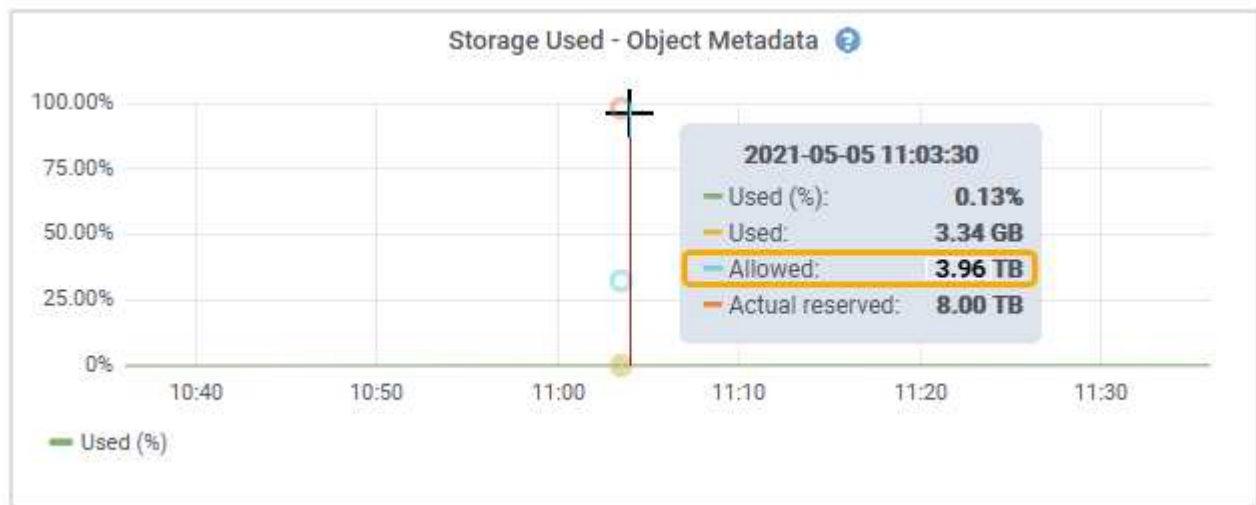 Storage Used - Object Metadata ?
100.00%
75.00%
50.00%
25.00%
0%
10:40 10:50 11:00 11:10 11:20 11:30
2021-05-05 11:03:30
Used (%): 0.13%
Used: 3.34 GB
Allowed: 3.96 TB
Actual reserved: 8.00 TB
Used (%)